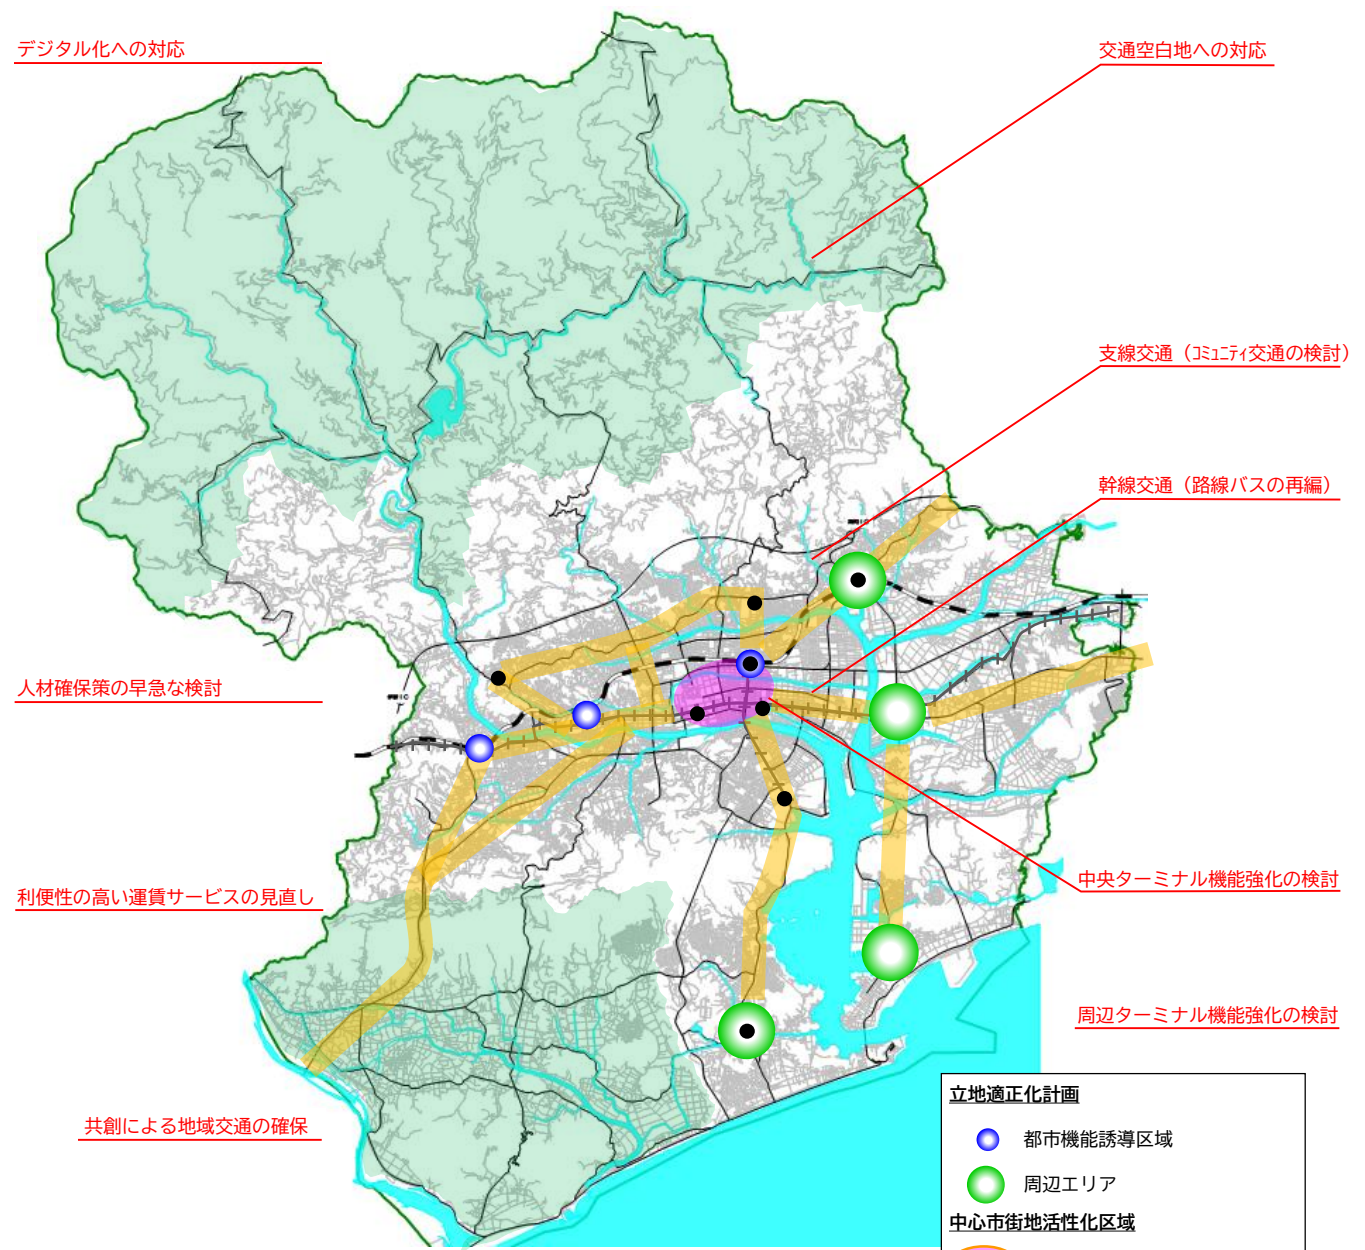 デジタル化への対応
交通空白地への対応
支線交通（ｺﾐｭﾆﾃｨ交通の検討）
幹線交通（路線バスの再編）
人材確保策の早急な検討
中央ターミナル機能強化の検討
利便性の高い運賃サービスの見直し
周辺ターミナル機能強化の検討
共創による地域交通の確保
立地適正化計画
都市機能誘導区域
周辺エリア
中心市街地活性化区域